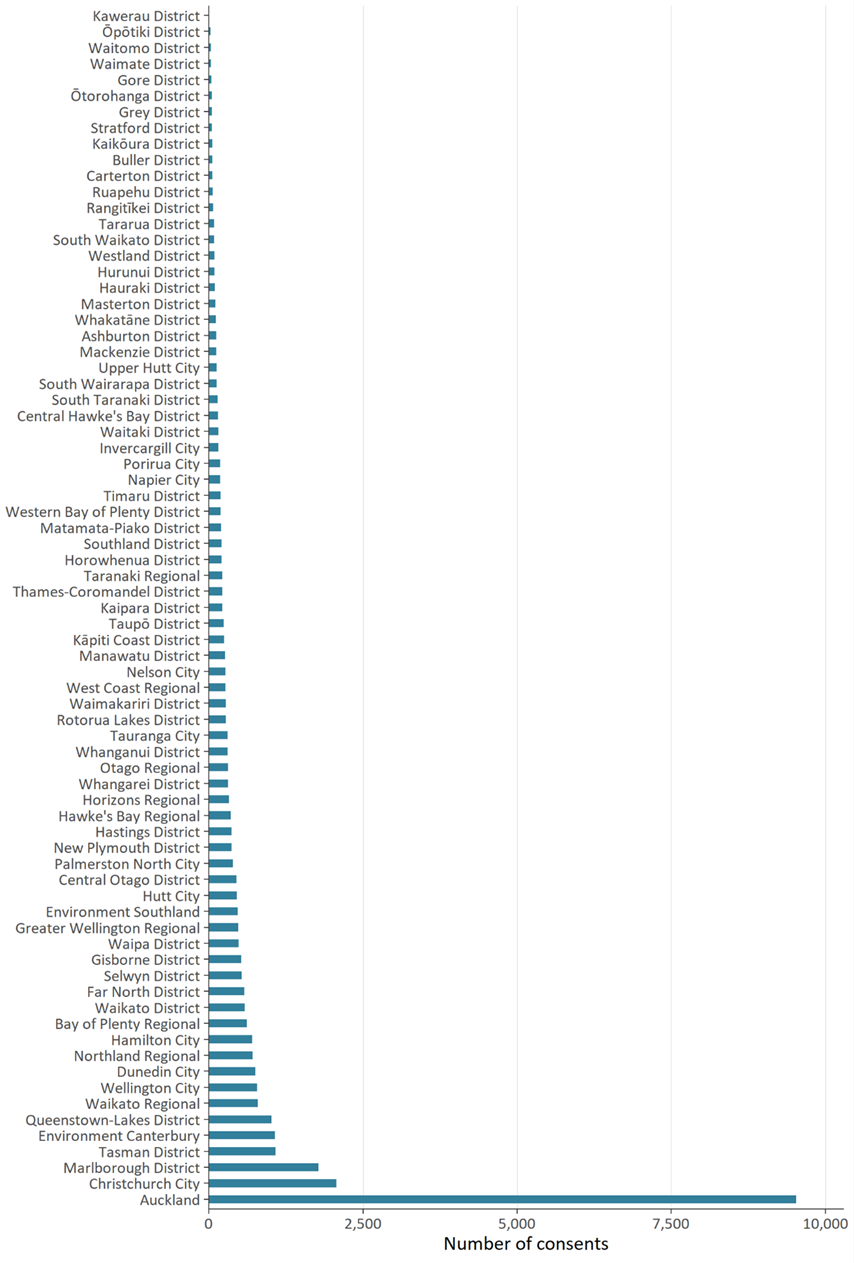 Kawerau District
Ōpōtiki District
Waitomo District
Waimate District
Gore District
Ōtorohanga District
Grey District
Stratford District
Kaikōura District
Buller District
Carterton District
Ruapehu District
Rangitīkei District
Tararua District
South Waikato District
Westland District
Hurunui District
Hauraki District
Masterton District
Whakatāne District
Ashburton District
Mackenzie District
Upper Hutt City
South Wairarapa District
South Taranaki District
Central Hawke's Bay District
Waitaki District
Invercargill City
Porirua City
Napier City
Timaru District
Western Bay of Plenty District
Matamata-Piako District
Southland District
Horowhenua District
Taranaki Regional
Thames-Coromandel District
Kaipara District
Taupō District
Kāpiti Coast District
Manawatu District
Nelson City
West Coast Regional
Waimakariri District
Rotorua Lakes District
Tauranga City
Whanganui District
Otago Regional
Whangarei District
Horizons Regional
Hawke's Bay Regional
Hastings District
New Plymouth District
Palmerston North City
Central Otago District
Hutt City
Environment Southland
Greater Wellington Regional
Waipa District
Gisborne District
Selwyn District
Far North District
Waikato District
Bay of Plenty Regional
Hamilton City
Northland Regional
Dunedin City
Wellington City
Waikato Regional
Queenstown-Lakes District
Environment Canterbury
Tasman District
Marlborough District
Christchurch City
Auckland
0 2,500 5,000 7,500 10,000
Number of consents